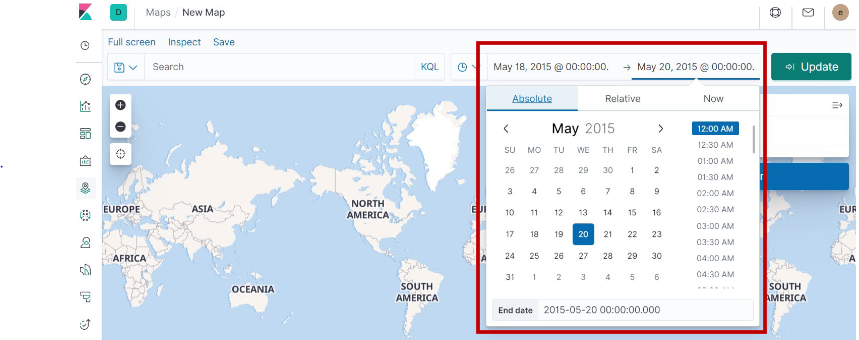 D
Maps / New Map
e
Full screen Inspect Save
Search
KQL
May 18, 2015 @ 00:00:00.
→
May 20, 2015 @ 00:00:00.
Update
Absolute
Relative
Now
May 2015
SU MO TU WE TH FR SA
26 27 28 29 30 1 2
3 4 5 6 7 8 9
10 11 12 13 14 15 16
17 18 19 20 21 22 23
24 25 26 27 28 29 30
31 1 2 3 4 5 6
12:00 AM
12:30 AM
01:00 AM
01:30 AM
02:00 AM
02:30 AM
03:00 AM
03:30 AM
04:00 AM
04:30 AM
End date
2015-05-20 00:00:00.000
EUROPE
ASIA
AFRICA
OCEANIA
NORTH
AMERICA
SOUTH
AMERICA
EU
AFR
SOUTH
AMERICA
EUR
AF